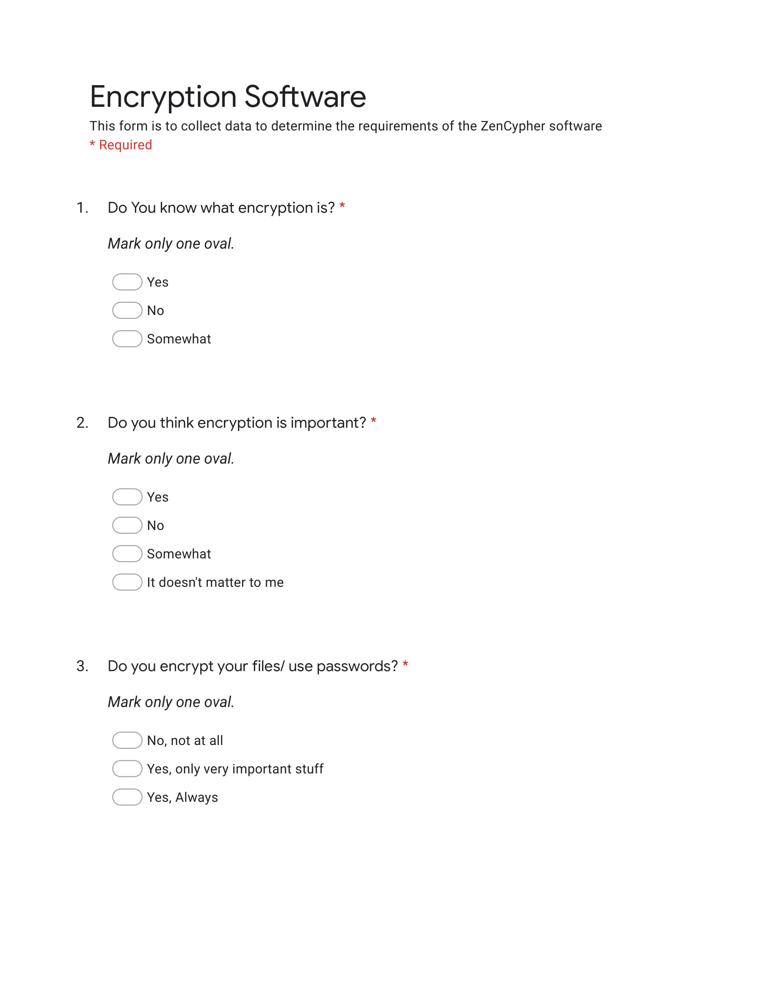 Encryption Software
This form is to collect data to determine the requirements of the ZenCypher software
* Required
1. Do You know what encryption is? *
Mark only one oval.
Yes
No
Somewhat
2. Do you think encryption is important? *
Mark only one oval.
Yes
No
Somewhat
It doesn't matter to me
3. Do you encrypt your files/ use passwords? *
Mark only one oval.
No, not at all
Yes, only very important stuff
Yes, Always